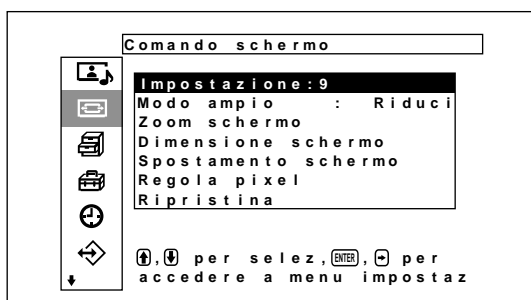 Comando schermo
Impostazione:9
Modo ampio : Riduci
Zoom schermo
Dimensione schermo
Spostamento schermo
Regola pixel
Ripristina
, per selez, ENTER, per
accedere a menu impostaz